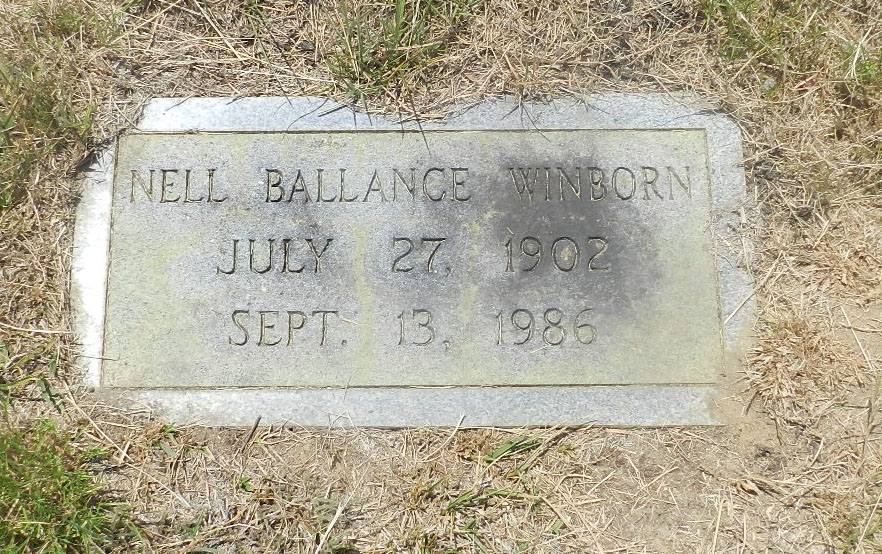 NELL BALLANCE WINBORN
JULY 27, 1902
SEPT. 13, 1986